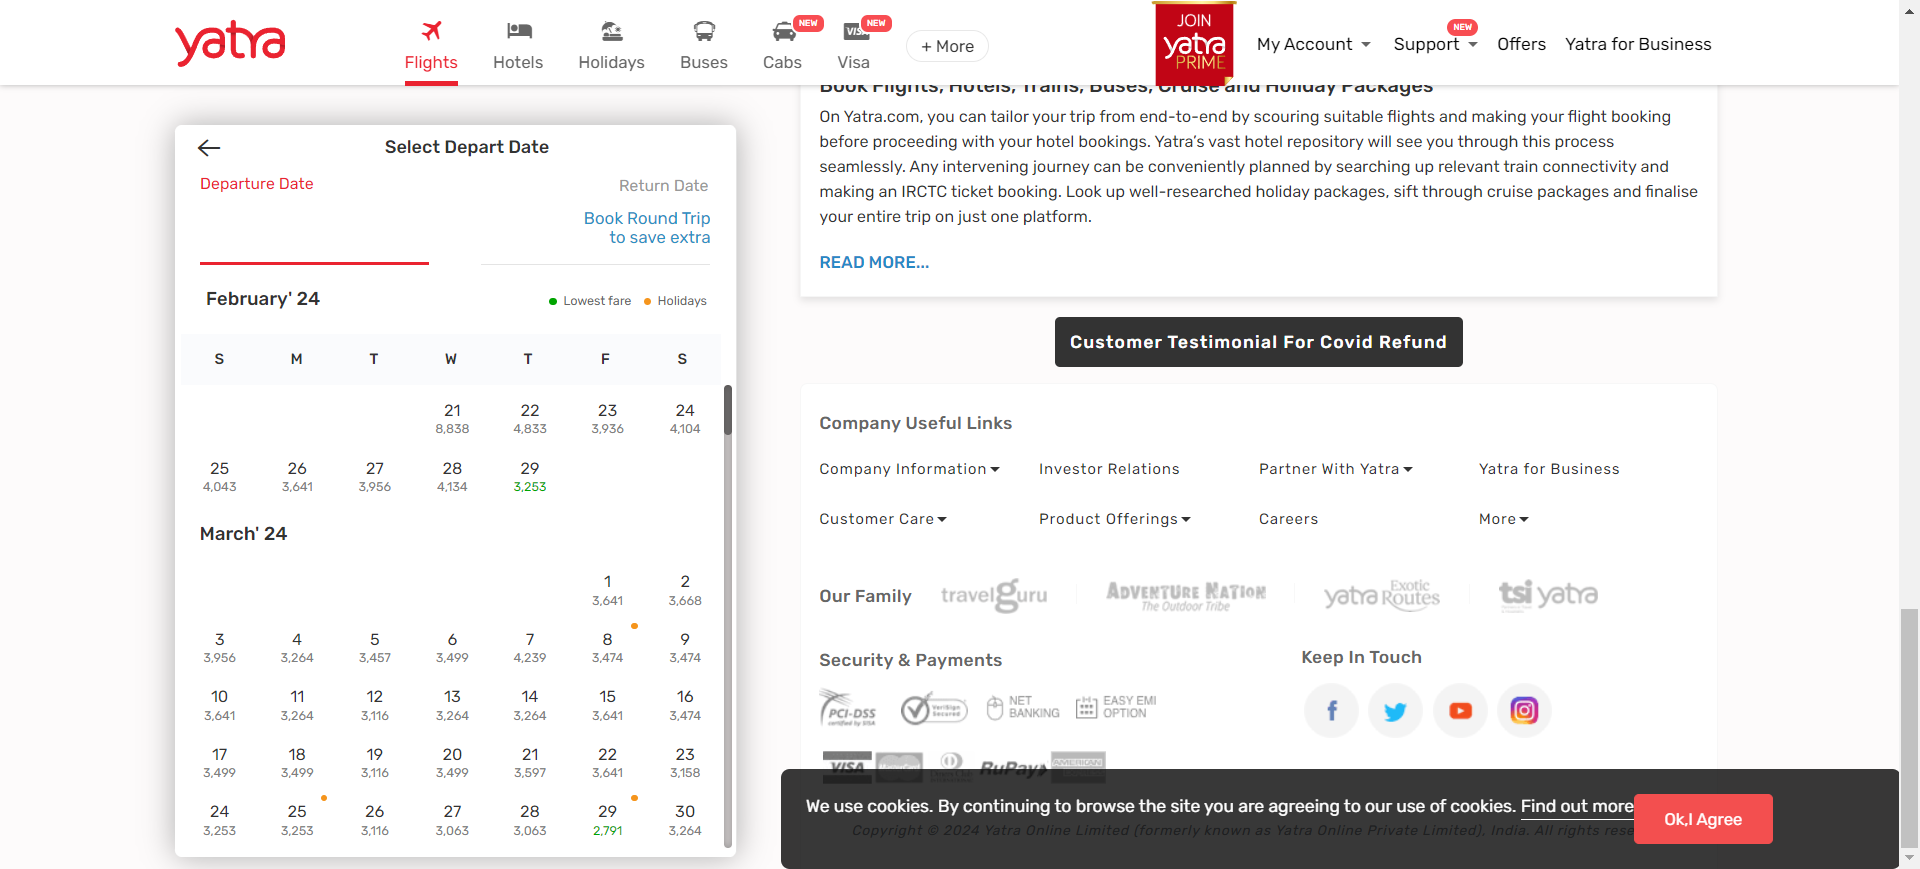 yatra
Flights
Hotels
Holidays
Buses
NEW
Cabs
NEW
VISA
Visa
+ More
JOIN
yatra
PRIME
My Account
NEW
Support
Offers
Yatra for Business
Select Depart Date
Departure Date
Return Date
Book Round Trip
to save extra
February' 24
Lowest fare
Holidays
S M T W T F S
21 22 23 24
8,838 4,833 3,936 4,104
25 26 27 28 29
4,043 3,641 3,956 4,134 3,253
March' 24
1 2
3,641 3,668
3 4 5 6 7 8 9
3,956 3,264 3,457 3,499 4,239 3,474 3,474
10 11 12 13 14 15 16
3,641 3,264 3,116 3,264 3,264 3,641 3,474
17 18 19 20 21 22 23
3,499 3,499 3,116 3,499 3,597 3,641 3,158
24 25 26 27 28 29 30
3,253 3,253 3,116 3,063 3,063 2,791 3,264
Book Flights, Hotels, Trains, Buses, Cruise and Holiday Packages
On Yatra.com, you can tailor your trip from end-to-end by scouring suitable flights and making your flight booking
before proceeding with your hotel bookings. Yatra's vast hotel repository will see you through this process
seamlessly. Any intervening journey can be conveniently planned by searching up relevant train connectivity and
making an IRCTC ticket booking. Look up well-researched holiday packages, sift through cruise packages and finalise
your entire trip on just one platform.
READ MORE...
Customer Testimonial For Covid Refund
Company Useful Links
Company Information
Investor Relations
Partner With Yatra
Yatra for Business
Customer Care
Product Offerings
Careers
More
Our Family
travelguru
ADVENTURE NATION
The Outdoor Tribe
yatra Exotic
Routes
tsi yatra
Security & Payments
PCI-DSS
certified by SISA
VeriSign
Secured
NET
BANKING
EASY EMI
OPTION
VISA
MasterCard
RuPay
AMERICAN
Keep In Touch
We use cookies. By continuing to browse the site you are agreeing to our use of cookies. Find out more
Ok,I Agree
Copyright © 2024 Yatra Online Limited (formerly known as Yatra Online Private Limited), India. All rights rese